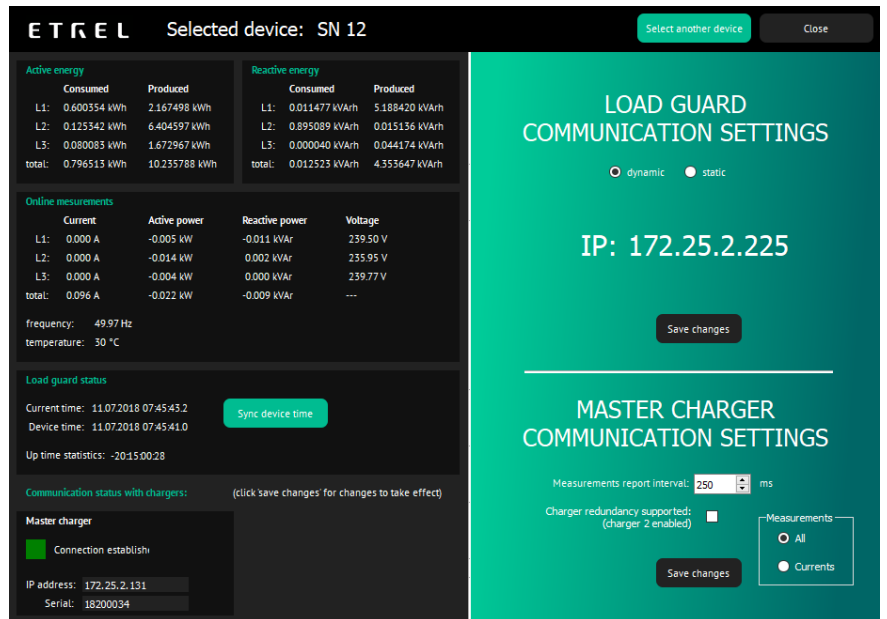 ETREL Selected device: SN 12 Select another device Close
Active energy
Consumed Produced
L1: 0.600354 kWh 2.167498 kWh
L2: 0.125342 kWh 6.404597 kWh
L3: 0.080083 kWh 1.672967 kWh
total: 0.796513 kWh 10.235788 kWh
Reactive energy
Consumed Produced
L1: 0.011477 kVArh 5.188420 kVArh
L2: 0.895089 kVArh 0.015136 kVArh
L3: 0.000040 kVArh 0.044174 kVArh
total: 0.012523 kVArh 4.353647 kVArh
Online mesurements
Current Active power Reactive power Voltage
L1: 0.000 A -0.005 kW -0.011 kVAr 239.50 V
L2: 0.000 A -0.014 kW 0.002 kVAr 235.95 V
L3: 0.000 A -0.004 kW 0.000 kVAr 239.77 V
total: 0.096 A -0.022 kW -0.009 kVAr ---
frequency: 49.97 Hz
temperature: 30 °C
Load guard status
Current time: 11.07.2018 07:45:43.2
Device time: 11.07.2018 07:45:41.0
Sync device time
Up time statistics: -20:15:00:28
Communication status with chargers: (click 'save changes' for changes to take effect)
Master charger
Connection establishe
IP address: 172.25.2.131
Serial: 18200034
LOAD GUARD
COMMUNICATION SETTINGS
dynamic static
IP: 172.25.2.225
Save changes
MASTER CHARGER
COMMUNICATION SETTINGS
Measurements report interval: 250 ms
Charger redundancy supported:
(charger 2 enabled)
Measurements
All
Currents
Save changes